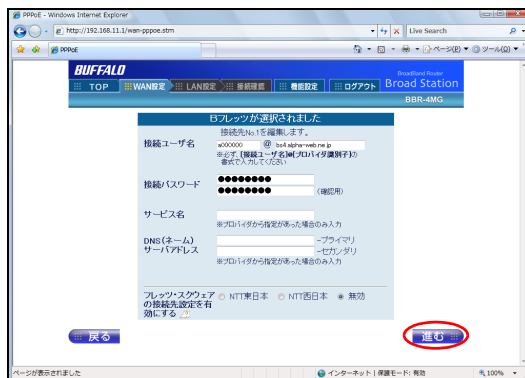 PPPoE - Windows Internet Explorer
http://192.168.11.1/wan-pppoe.stm
Live Search
PPPoE
ページ(P)
ツール(O)
BUFFALO
BroadBand Router
TOP WAN設定 LAN設定 接続確認 機能設定 ログアウト Broad Station
BBR-4MG
Bフレッツが選択されました
接続先No.1を編集します。
接続ユーザ名 a000000 @ bc4.alpha-web.ne.jp
※必ず、[接続ユーザ名]@[プロバイダ識別子]の
書式で入力してください
接続パスワード ●●●●●●●●
●●●●●●●● (確認用)
サービス名
※プロバイダから指定があった場合のみ入力
DNS(ネーム) -プライマリ
サーバアドレス -セカンダリ
※プロバイダから指定があった場合のみ入力
フレッツ・スクウェア NTT東日本 NTT西日本 無効
の接続先設定を有
効にする
戻る 進む
ページが表示されました インターネット | 保護モード: 有効 100%